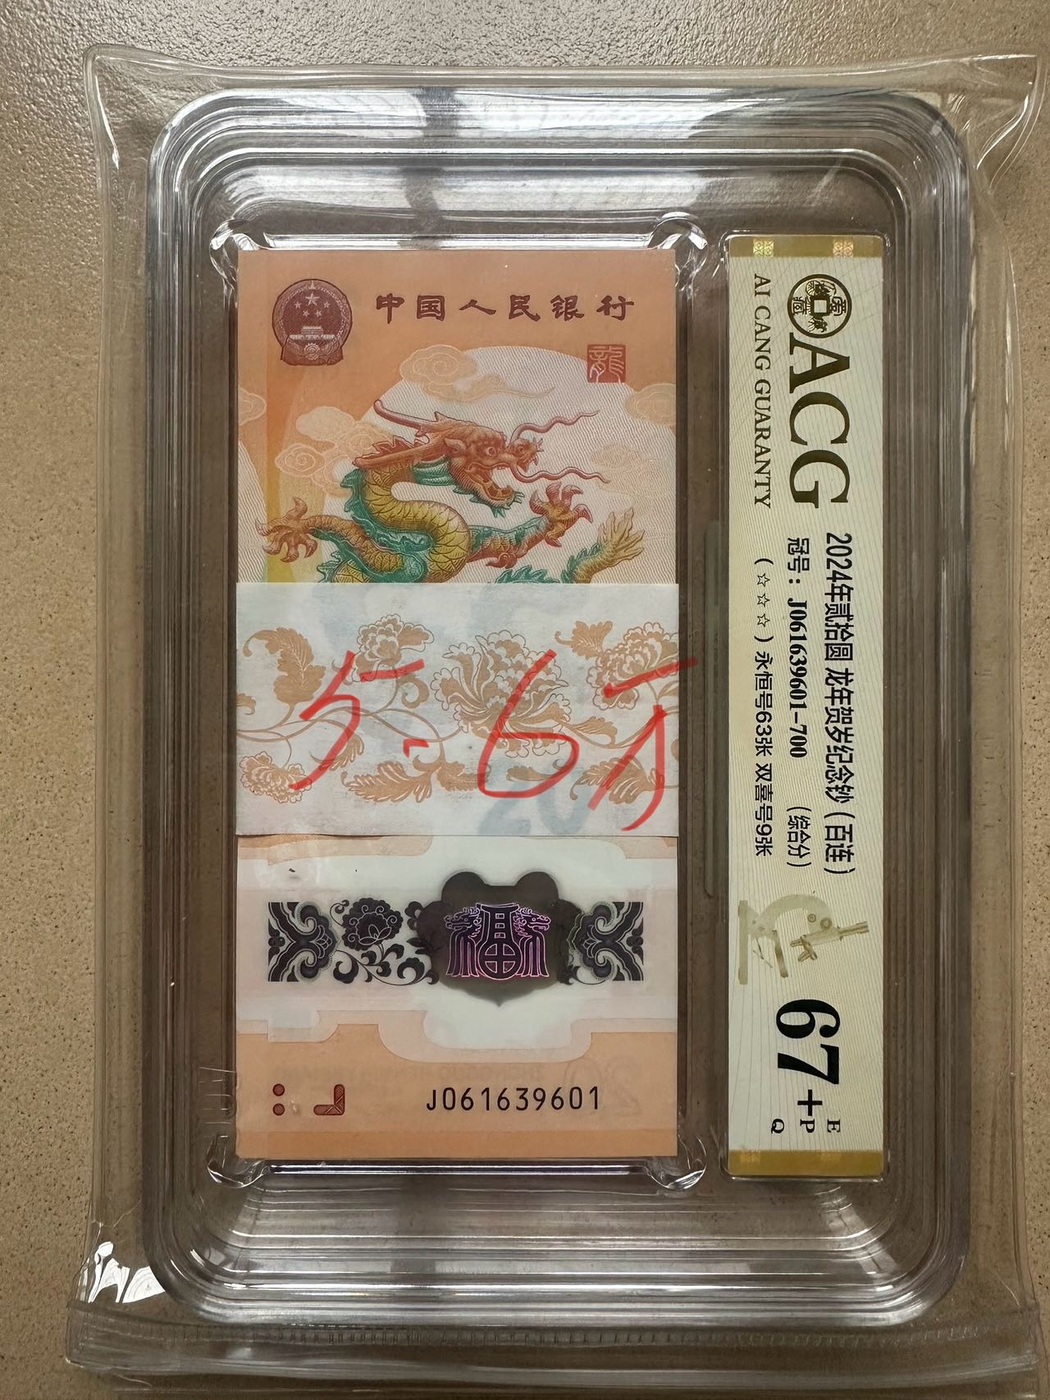 中国人民银行
龍
5.6万
福
J061639601
ACG
AI CANG GUARANTY
2024年贰拾圆 龙年贺岁纪念钞（百连）
冠号：J061639601-700 （综合分）
（☆☆☆）永恒号63张 双喜号9张
67+
EPQ